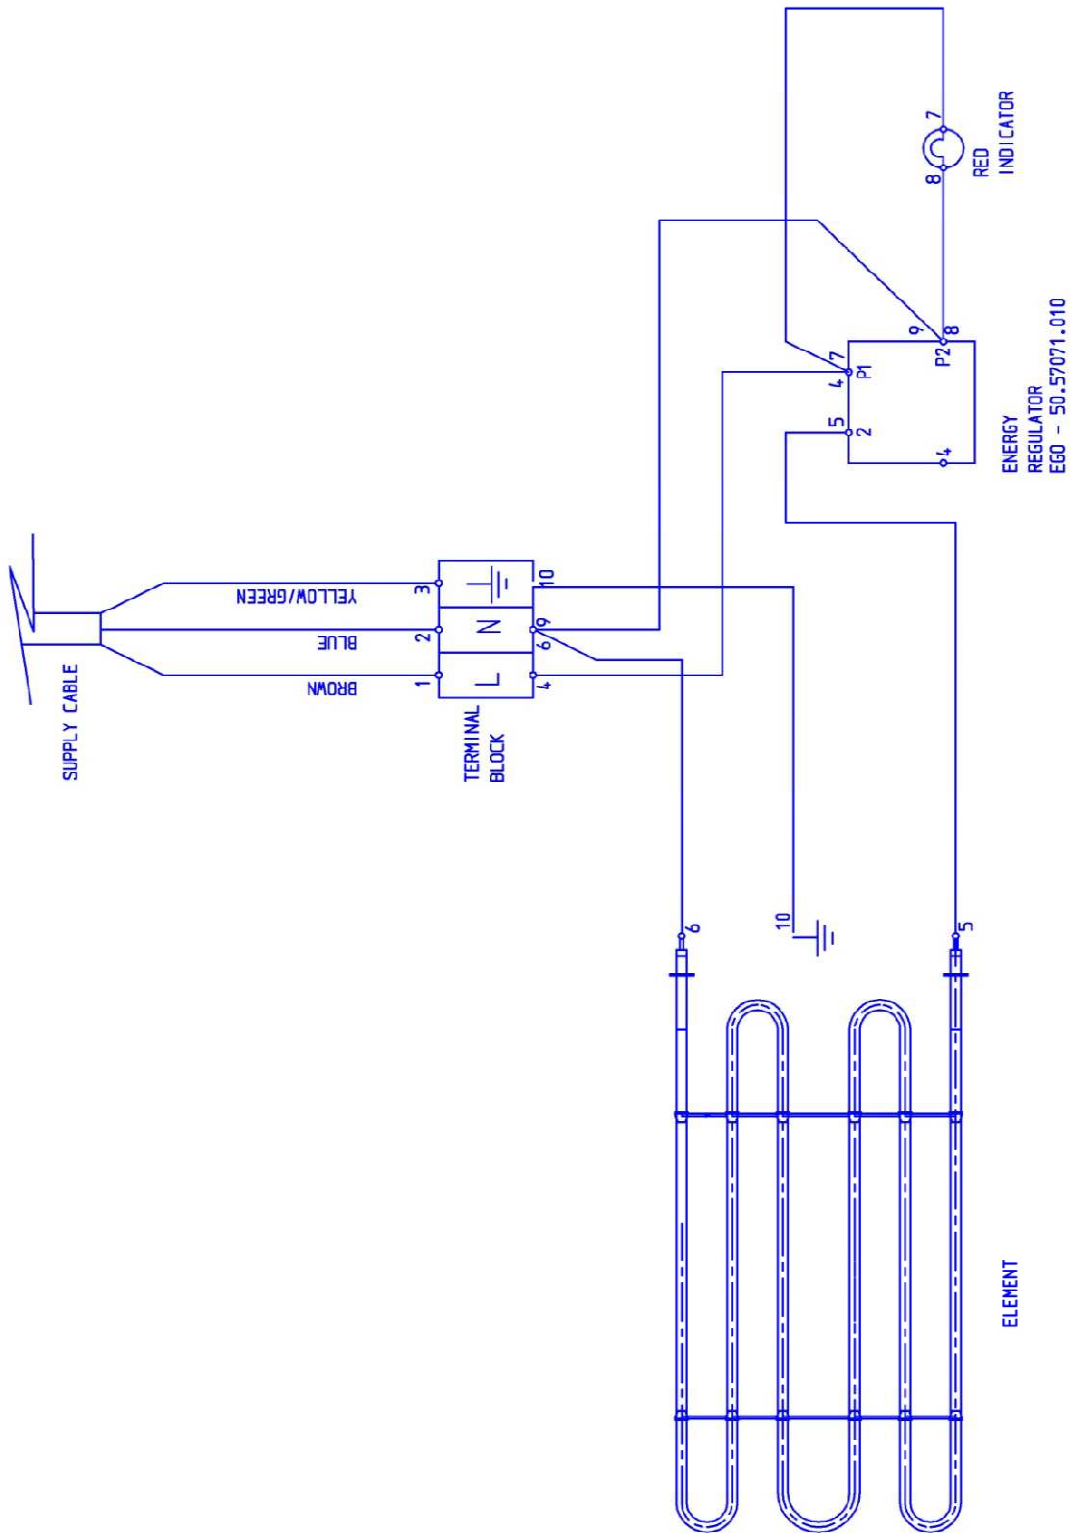 SUPPLY CABLE
BROWN
BLUE
YELLOW/GREEN
1
2
3
L
N
4
6
9
10
TERMINAL
BLOCK
7
8
RED
INDICATOR
4
7
P1
5
2
9
8
P2
4
ENERGY
REGULATOR
EGO - 50.57071.010
6
10
5
ELEMENT